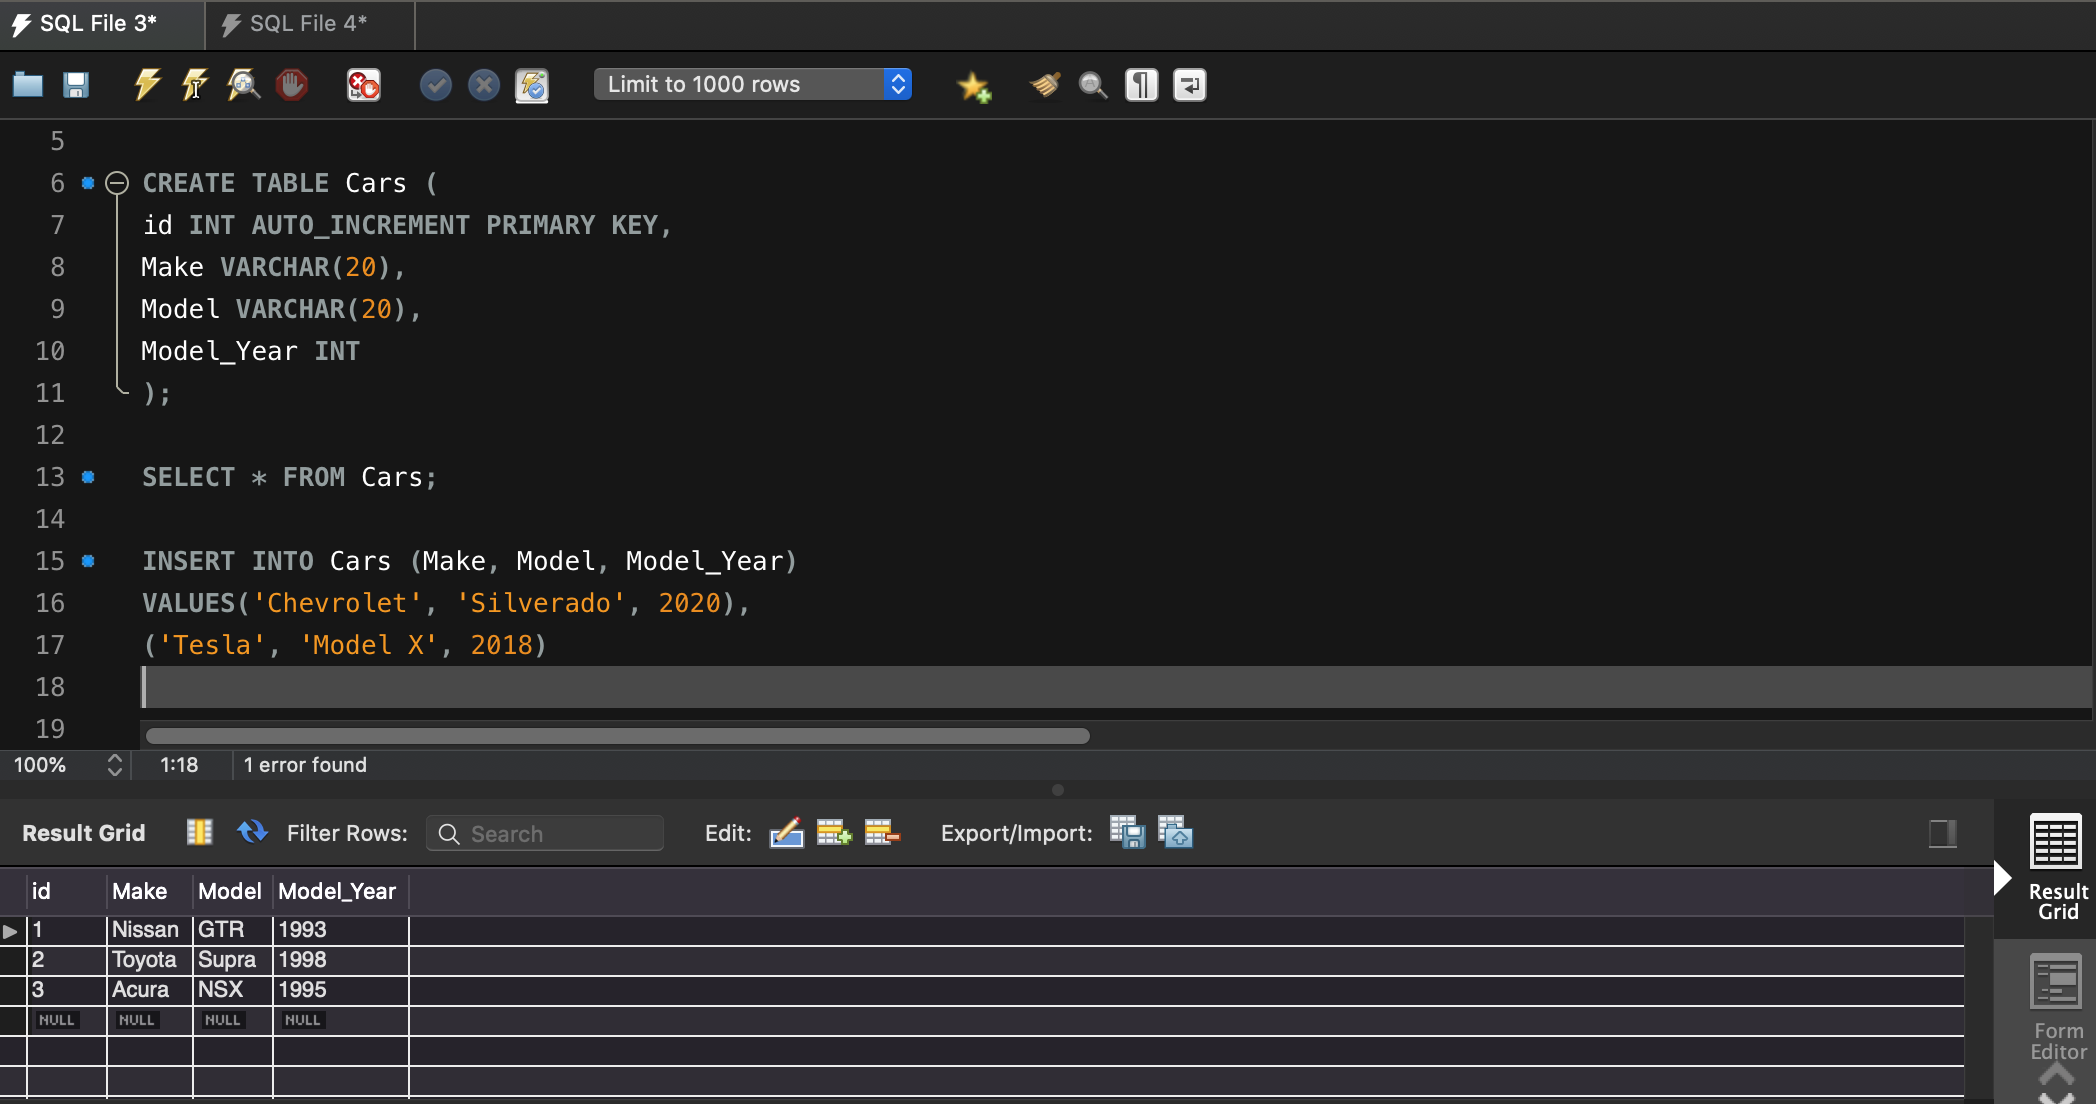 SQL File 3* SQL File 4*
Limit to 1000 rows
5
6 CREATE TABLE Cars (
7 id INT AUTO_INCREMENT PRIMARY KEY,
8 Make VARCHAR(20),
9 Model VARCHAR(20),
10 Model_Year INT
11 );
12
13 SELECT * FROM Cars;
14
15 INSERT INTO Cars (Make, Model, Model_Year)
16 VALUES('Chevrolet', 'Silverado', 2020),
17 ('Tesla', 'Model X', 2018)
18
19
100% 1:18 1 error found
Result Grid Filter Rows: Search Edit: Export/Import:
id Make Model Model_Year
1 Nissan GTR 1993
2 Toyota Supra 1998
3 Acura NSX 1995
NULL NULL NULL NULL
Result
Grid
Form
Editor